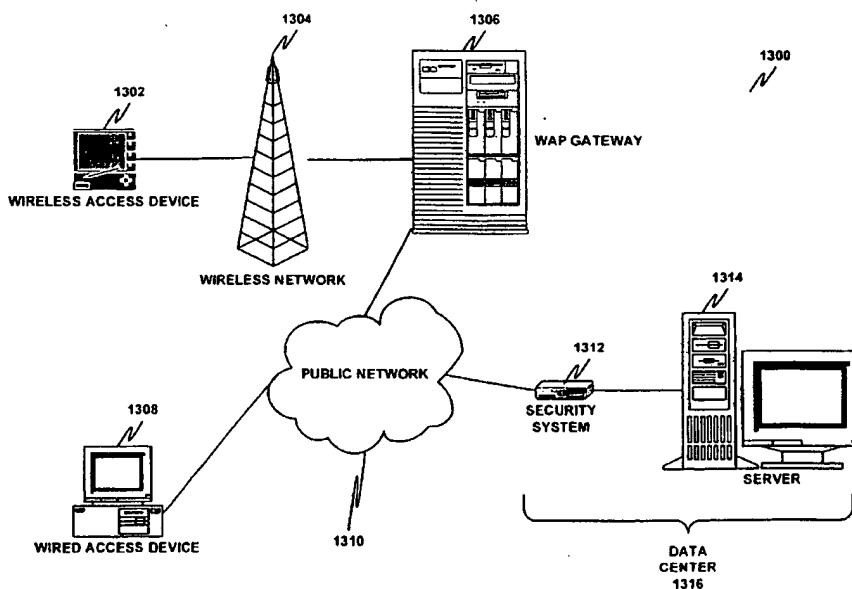 1304
1306
1300
1302
WAP GATEWAY
WIRELESS ACCESS DEVICE
WIRELESS NETWORK
1314
1312
PUBLIC NETWORK
SECURITY
SYSTEM
1308
SERVER
WIRED ACCESS DEVICE
1310
DATA
CENTER
1316